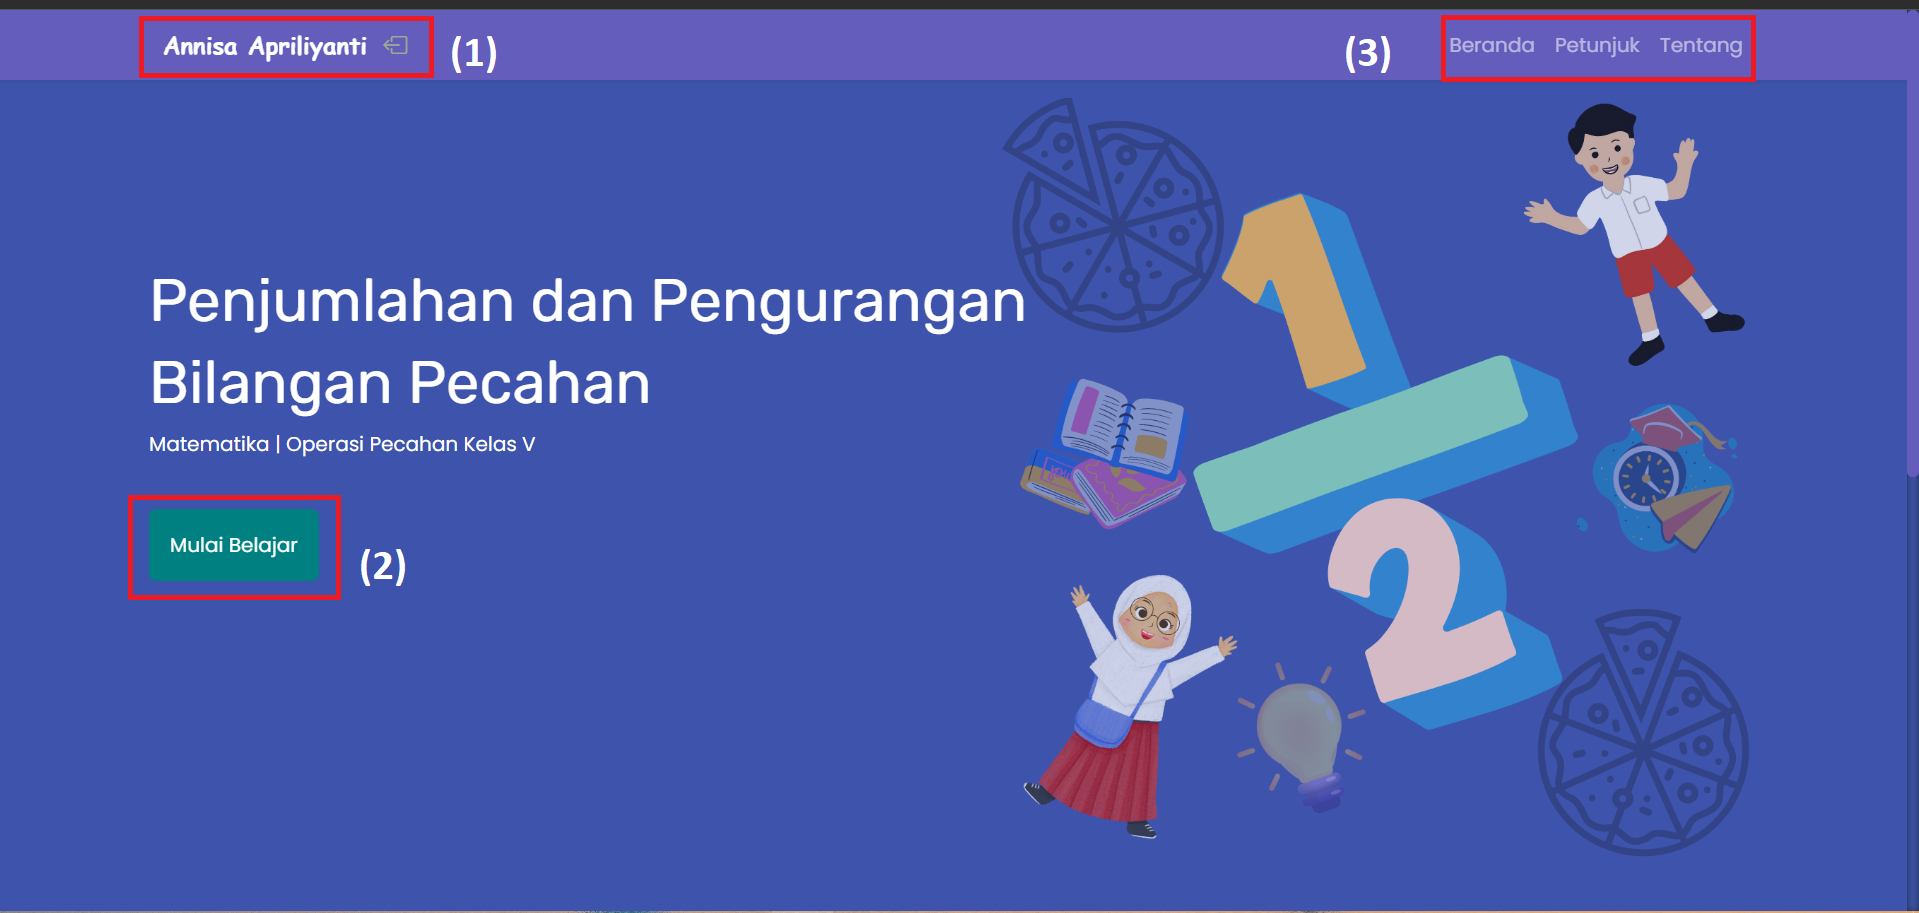 Annisa Apriliyanti
(1)
(3)
Beranda Petunjuk Tentang
Penjumlahan dan Pengurangan
Bilangan Pecahan
Matematika | Operasi Pecahan Kelas V
Mulai Belajar
(2)
1
2